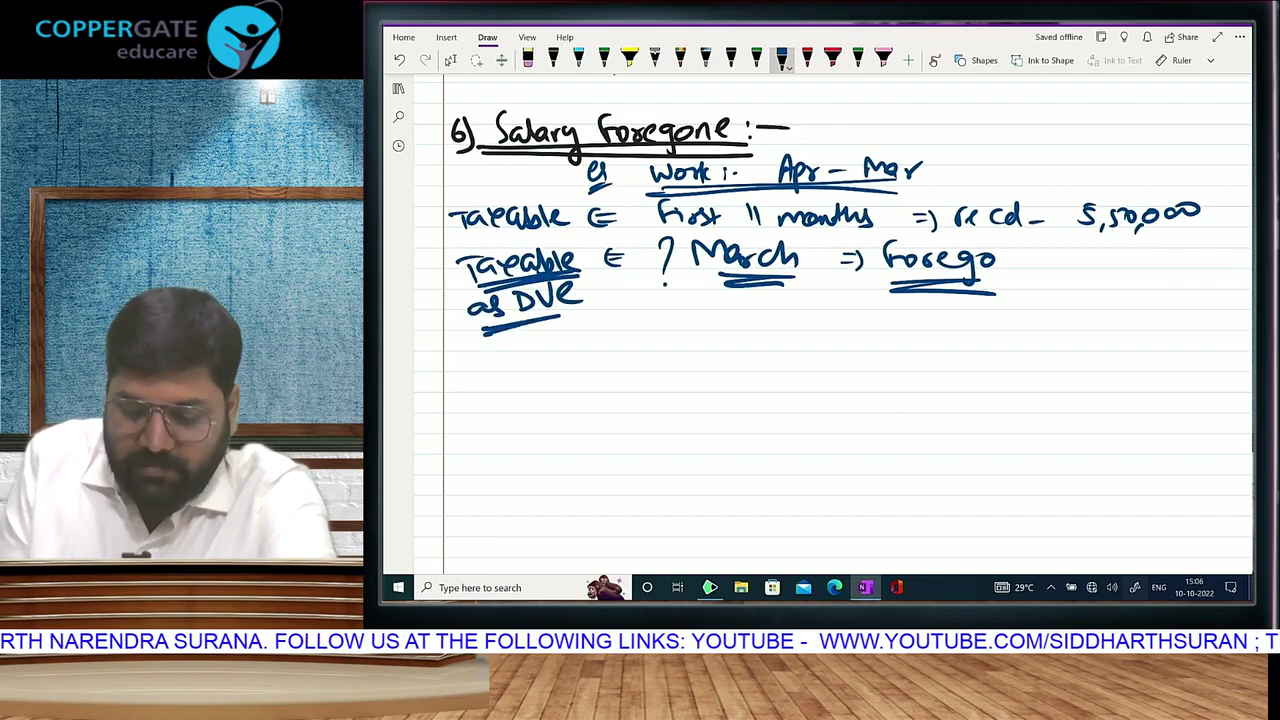 COPPERGATE
educare
Home Insert Draw View Help
Saved offline
Share
Shapes
Ink to Shape
Ink to Text
Ruler
6) Salary Foregone :-
eg Work :- Apr - Mar
Taxable ⇐ First 11 months => recd - 5,50,000
Taxable ⇐ ? March => Forego
as DVE
Type here to search
29°C
ENG
15:06
10-10-2022
RTH NARENDRA SURANA. FOLLOW US AT THE FOLLOWING LINKS: YOUTUBE - WWW.YOUTUBE.COM/SIDDHARTHSURAN ; T